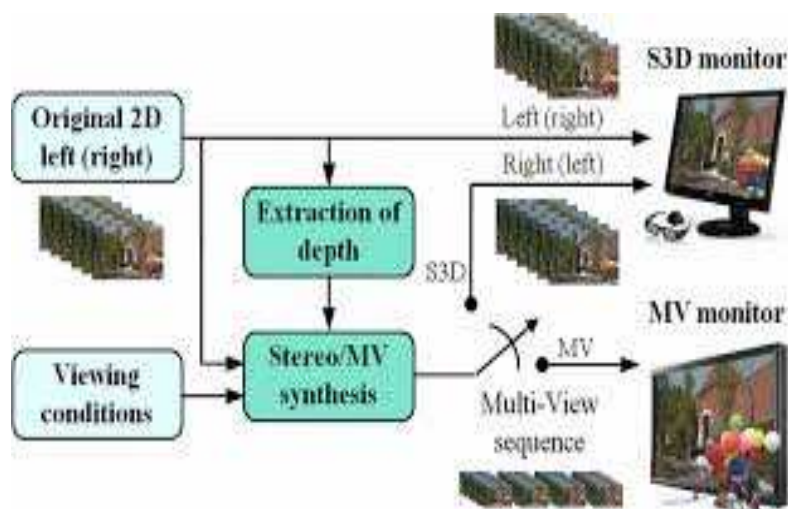 S3D monitor
Original 2D
left (right)
Left (right)
Right (left)
Extraction of
depth
S3D
MV monitor
Viewing
conditions
Stereo/MV
synthesis
MV
Multi-View
sequence